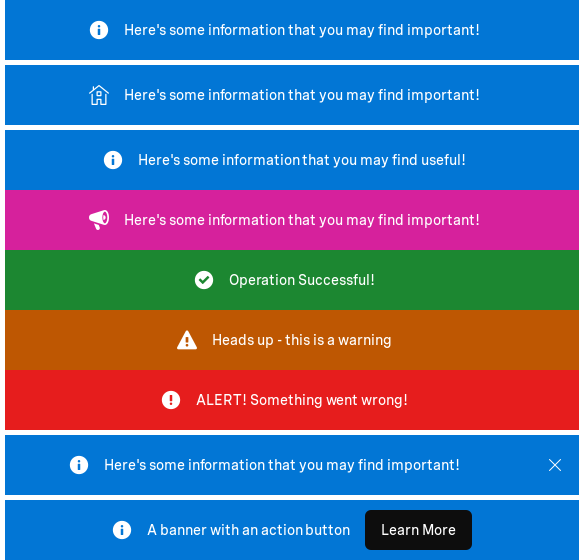 Here's some information that you may find important!
Here's some information that you may find important!
Here's some information that you may find useful!
Here's some information that you may find important!
Operation Successful!
Heads up - this is a warning
ALERT! Something went wrong!
Here's some information that you may find important!
A banner with an action button Learn More